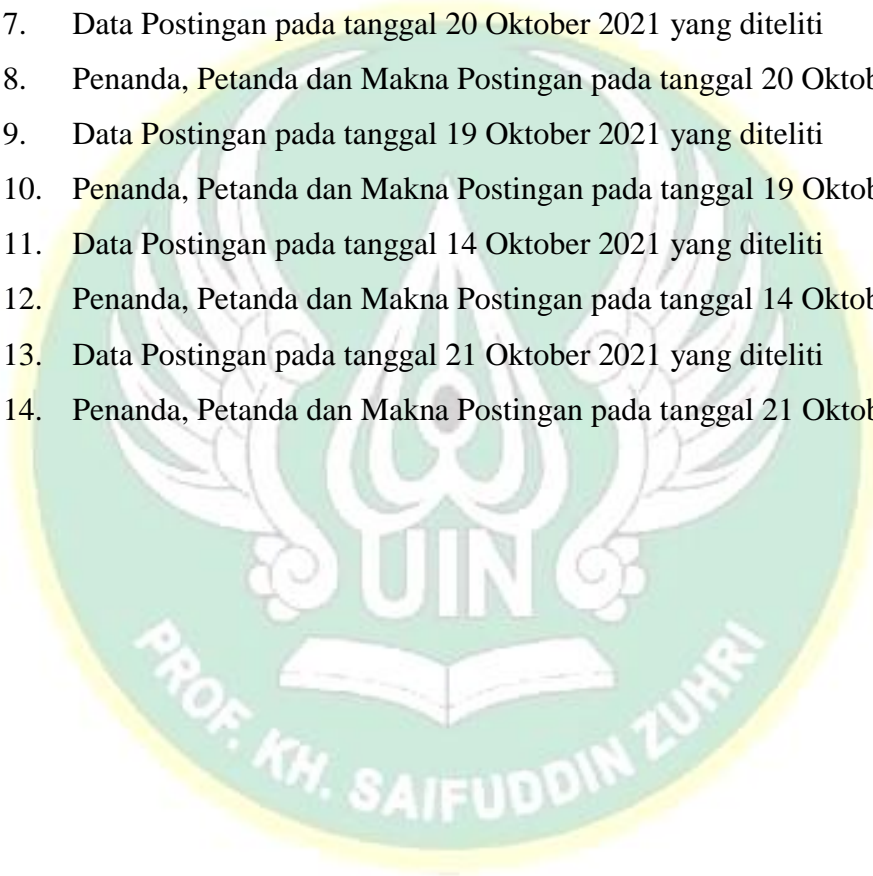 7. Data Postingan pada tanggal 20 Oktober 2021 yang diteliti
8. Penanda, Petanda dan Makna Postingan pada tanggal 20
9. Data Postingan pada tanggal 19 Oktober 2021 yang diteliti
10. Penanda, Petanda dan Makna Postingan pada tanggal 19
11. Data Postingan pada tanggal 14 Oktober 2021 yang diteliti
12. Penanda, Petanda dan Makna Postingan pada tanggal 14
13. Data Postingan pada tanggal 21 Oktober 2021 yang diteliti
14. Penanda, Petanda dan Makna Postingan pada tanggal 21
UIN
PROF. KH. SAIFUDDIN ZUHRI